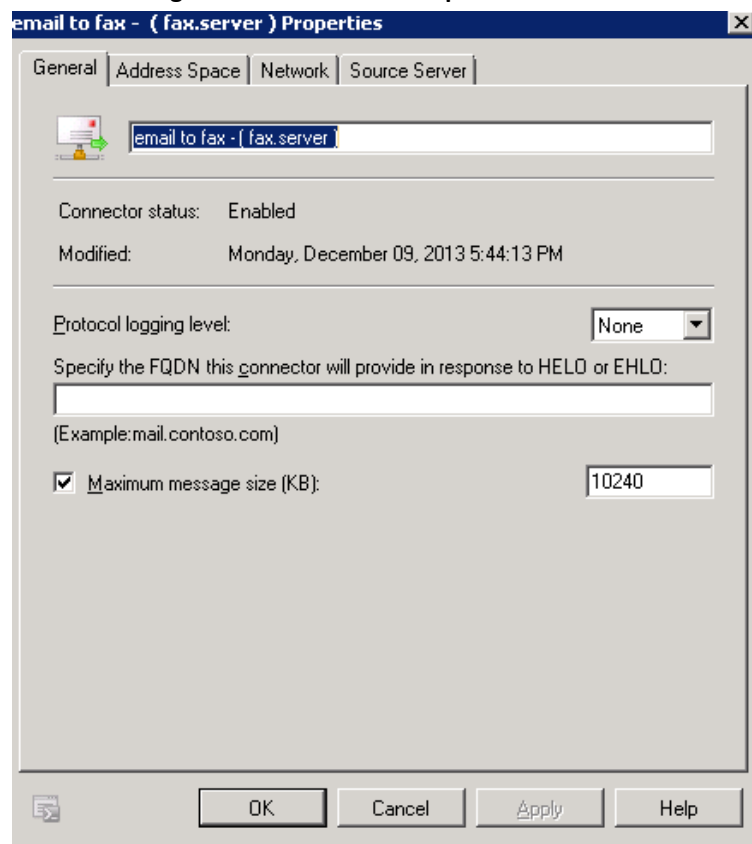 email to fax - ( fax.server ) Properties
General Address Space Network Source Server
email to fax - ( fax.server )
Connector status: Enabled
Modified: Monday, December 09, 2013 5:44:13 PM
Protocol logging level: None
Specify the FQDN this connector will provide in response to HELO or EHLO:
(Example:mail.contoso.com)
Maximum message size (KB): 10240
OK Cancel Apply Help